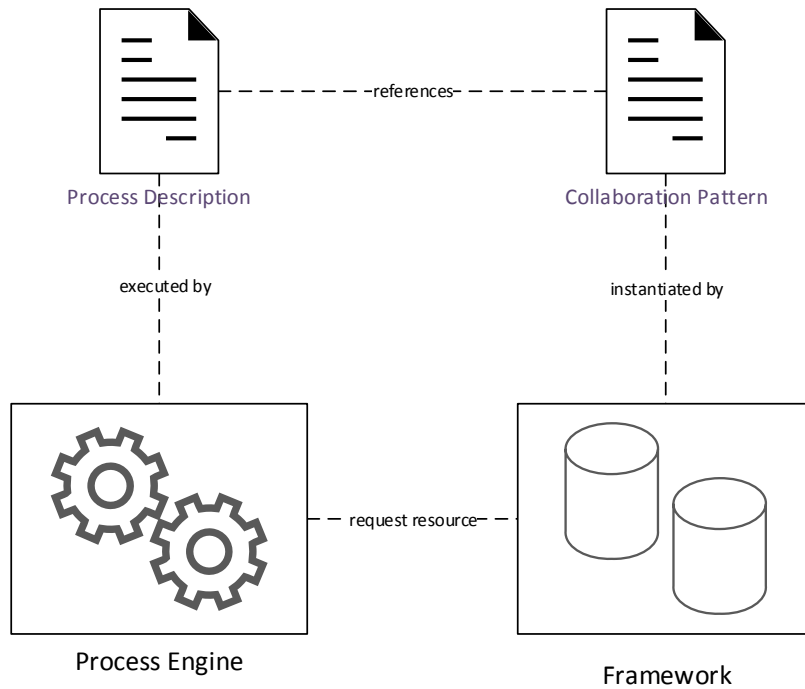 references
Process Description
Collaboration Pattern
executed by
instantiated by
request resource
Process Engine
Framework